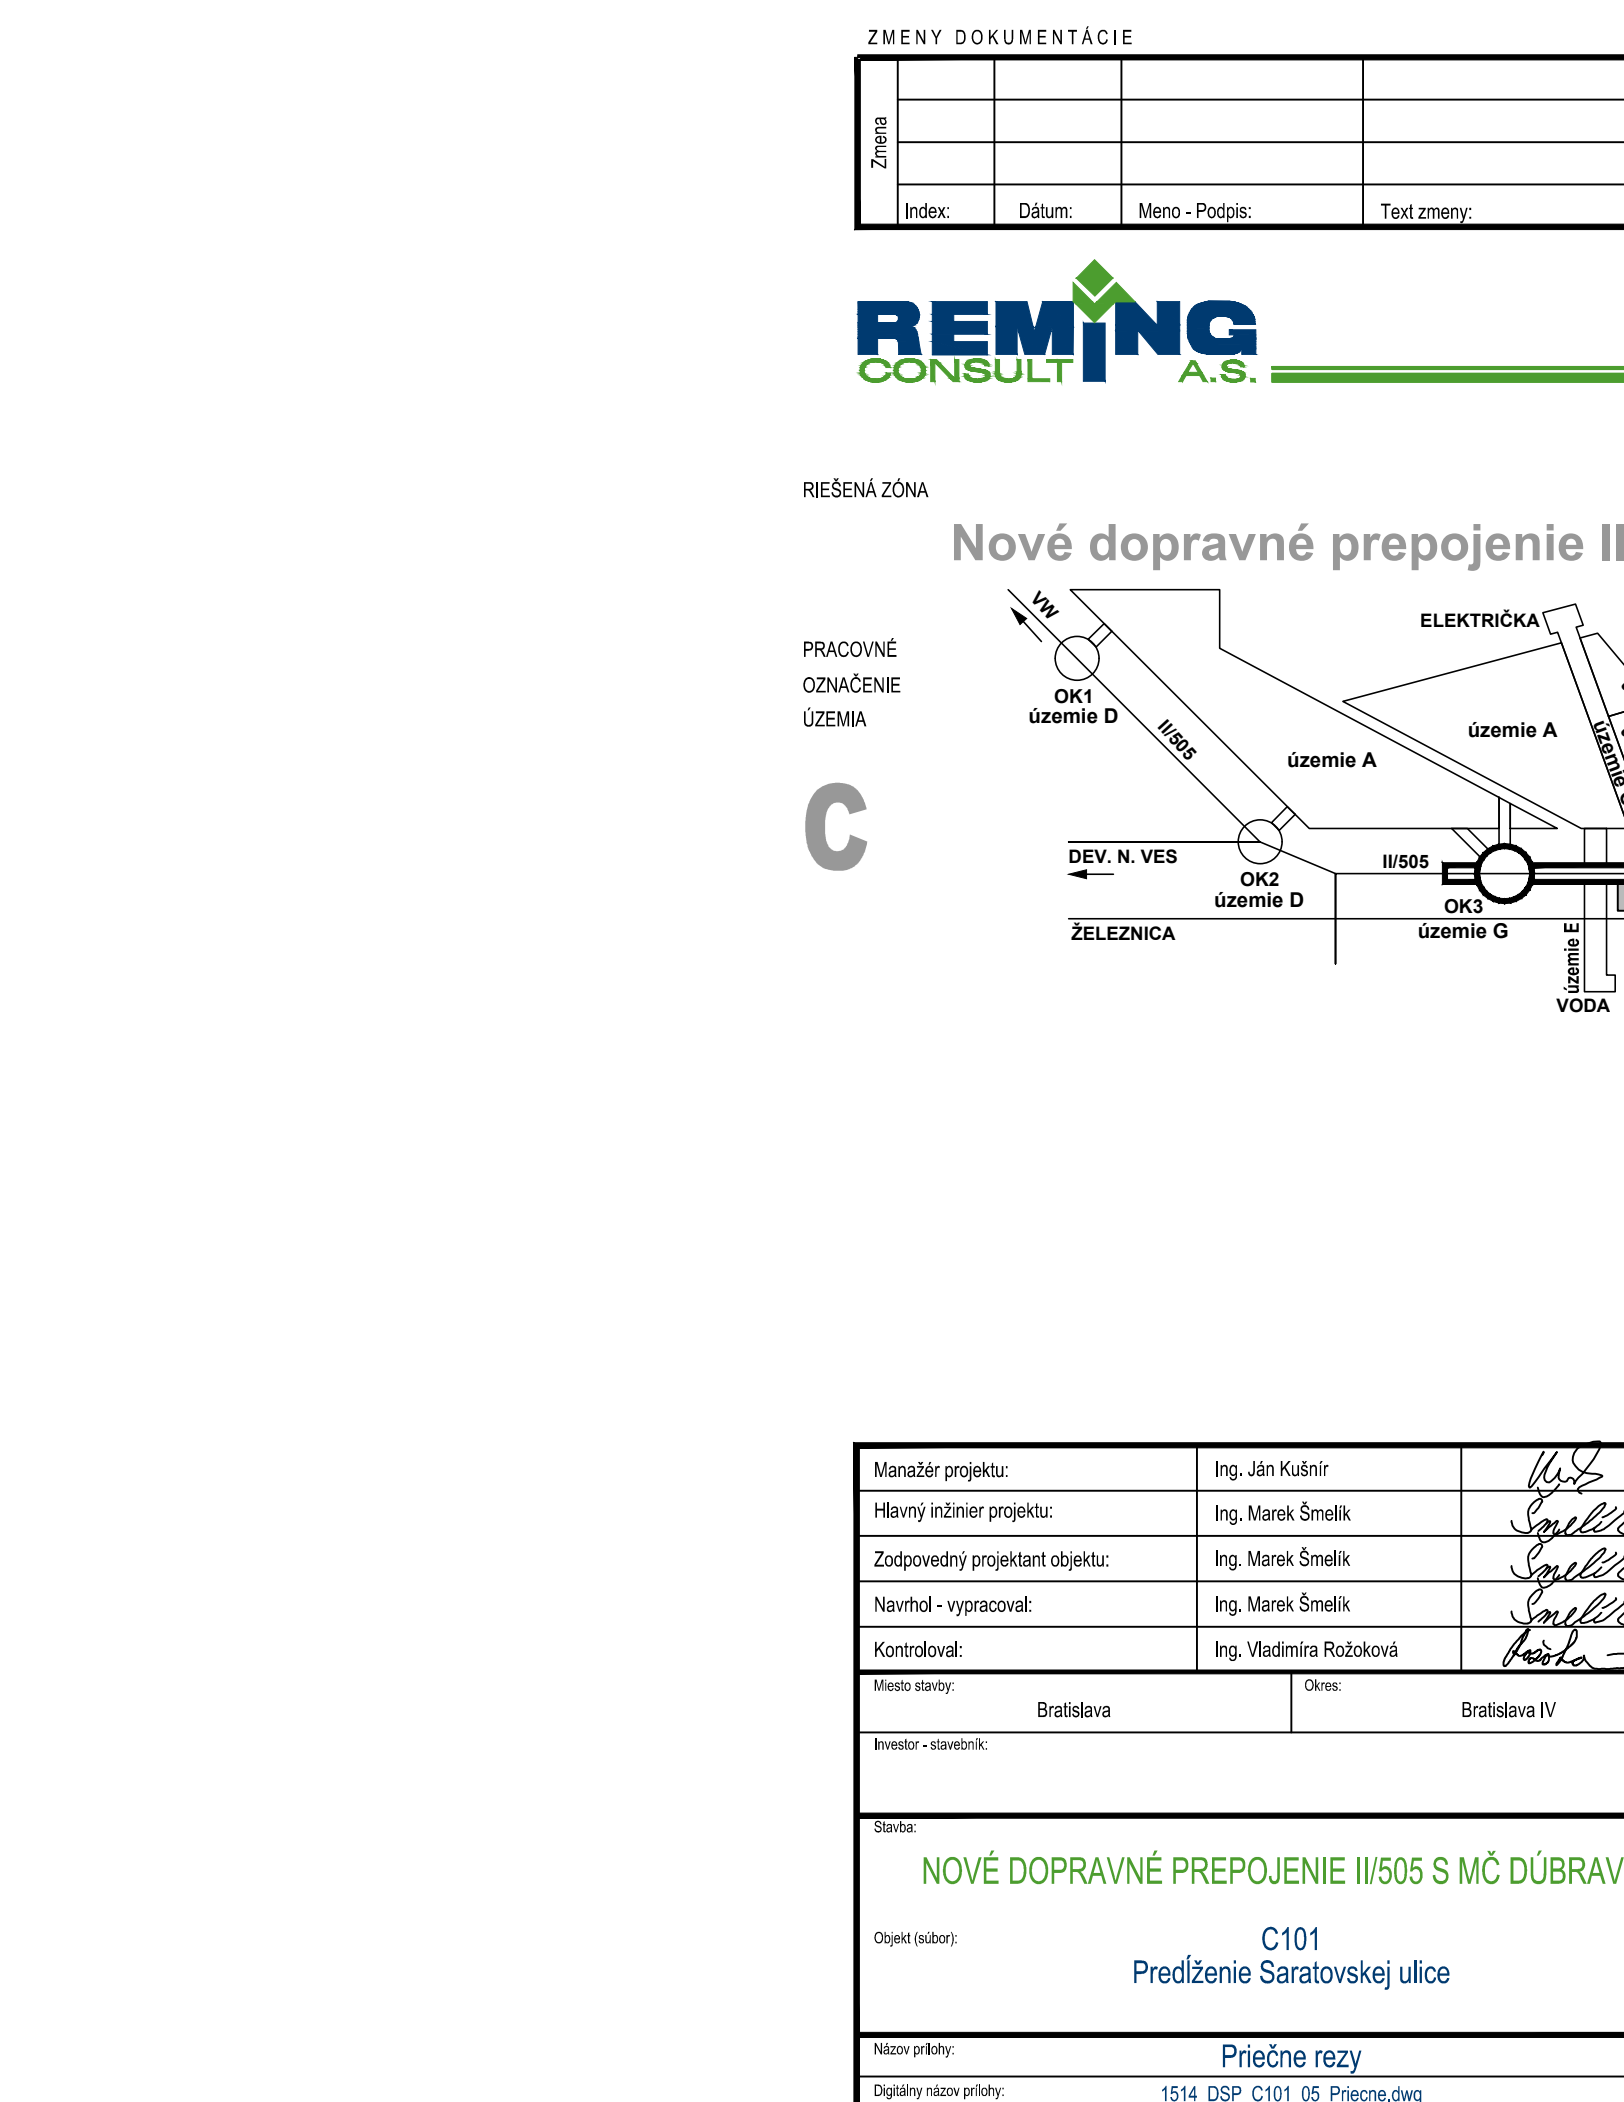 ZMENY DOKUMENTÁCIE
Zmena
Index: Dátum: Meno - Podpis: Text zmeny:
REMING
CONSULT A.S.
RIEŠENÁ ZÓNA
Nové dopravné prepojenie II
PRACOVNÉ
OZNAČENIE
ÚZEMIA
C
VW
ELEKTRIČKA
OK1
územie D
II/505
územie A
územie A
územie
DEV. N. VES
II/505
OK2
územie D
OK3
územie G
ŽELEZNICA
územie E
VODA
Manažér projektu: Ing. Ján Kušnír
Hlavný inžinier projektu: Ing. Marek Šmelík
Zodpovedný projektant objektu: Ing. Marek Šmelík
Navrhol - vypracoval: Ing. Marek Šmelík
Kontroloval: Ing. Vladimíra Rožoková
Miesto stavby: Okres:
Bratislava Bratislava IV
Investor - stavebník:
Stavba:
NOVÉ DOPRAVNÉ PREPOJENIE II/505 S MČ DÚBRAV
Objekt (súbor): C101
Predĺženie Saratovskej ulice
Názov prílohy: Priečne rezy
Digitálny názov prílohy: 1514_DSP_C101_05_Priecne.dwg